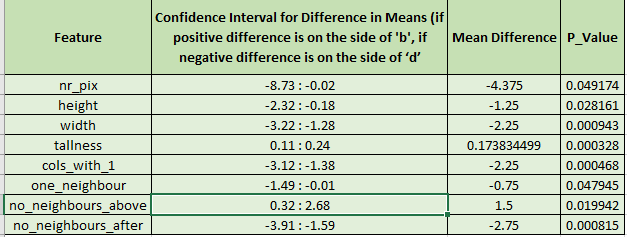 Feature
Confidence Interval for Difference in Means (if
positive difference is on the side of 'b', if
negative difference is on the side of ‘d’
Mean Difference
P_Value
nr_pix -8.73 : -0.02 -4.375 0.049174
height -2.32 : -0.18 -1.25 0.028161
width -3.22 : -1.28 -2.25 0.000943
tallness 0.11 : 0.24 0.173834499 0.000328
cols_with_1 -3.12 : -1.38 -2.25 0.000468
one_neighbour -1.49 : -0.01 -0.75 0.047945
no_neighbours_above 0.32 : 2.68 1.5 0.019942
no_neighbours_after -3.91 : -1.59 -2.75 0.000815